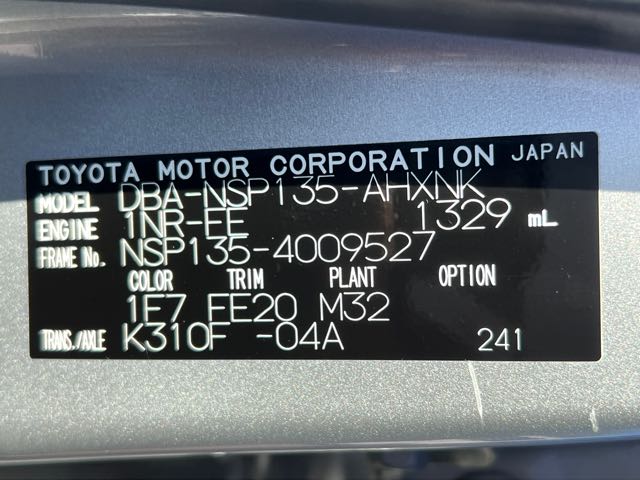 TOYOTA MOTOR CORPORATION JAPAN
MODEL DBA-NSP135-AHXNK
ENGINE 1NR-FE 1329 mL
FRAME No. NSP135-4009527
COLOR TRIM PLANT OPTION
1F7 FE20 M32
TRANS./AXLE K310F -04A 241